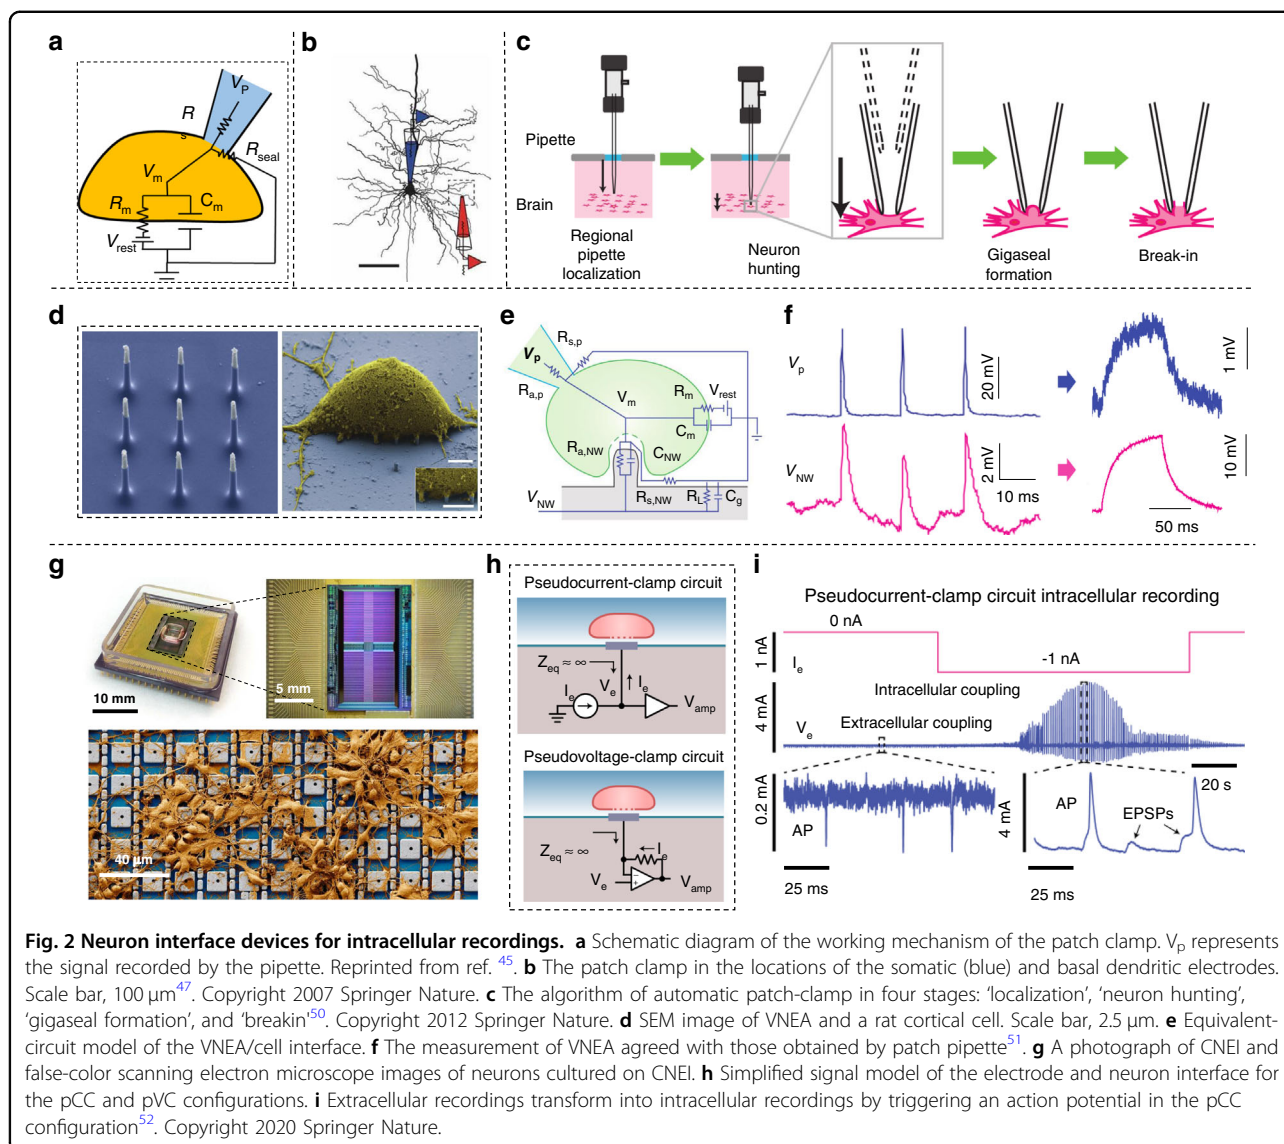 a
V_P
R_s
R_seal
V_m
R_m
C_m
V_rest
b
c
Pipette
Brain
Regional
pipette
localization
Neuron
hunting
Gigaseal
formation
Break-in
d
e
R_s,p
V_p
R_a,p
V_m
R_m
V_rest
C_m
R_a,NW
C_NW
V_NW
R_s,NW
R_L
C_g
f
V_p
20 mV
1 mV
V_NW
2 mV
10 ms
10 mV
50 ms
g
10 mm
5 mm
40 µm
h
Pseudocurrent-clamp circuit
Z_eq ≈ ∞
V_e
I_e
I_e
V_amp
Pseudovoltage-clamp circuit
Z_eq ≈ ∞
I_e
V_e
V_amp
i
Pseudocurrent-clamp circuit intracellular recording
0 nA
1 nA
I_e
-1 nA
4 mA
Intracellular coupling
Extracellular coupling
V_e
20 s
0.2 mA
AP
25 ms
4 mA
AP
EPSPs
25 ms
Fig. 2 Neuron interface devices for intracellular recordings. a Schematic diagram of the working mechanism of the patch clamp. V_p represents
the signal recorded by the pipette. Reprinted from ref. 45. b The patch clamp in the locations of the somatic (blue) and basal dendritic electrodes.
Scale bar, 100 µm47. Copyright 2007 Springer Nature. c The algorithm of automatic patch-clamp in four stages: 'localization', 'neuron hunting',
'gigaseal formation', and 'breakin'50. Copyright 2012 Springer Nature. d SEM image of VNEA and a rat cortical cell. Scale bar, 2.5 µm. e Equivalent-
circuit model of the VNEA/cell interface. f The measurement of VNEA agreed with those obtained by patch pipette51. g A photograph of CNEI and
false-color scanning electron microscope images of neurons cultured on CNEI. h Simplified signal model of the electrode and neuron interface for
the pCC and pVC configurations. i Extracellular recordings transform into intracellular recordings by triggering an action potential in the pCC
configuration52. Copyright 2020 Springer Nature.